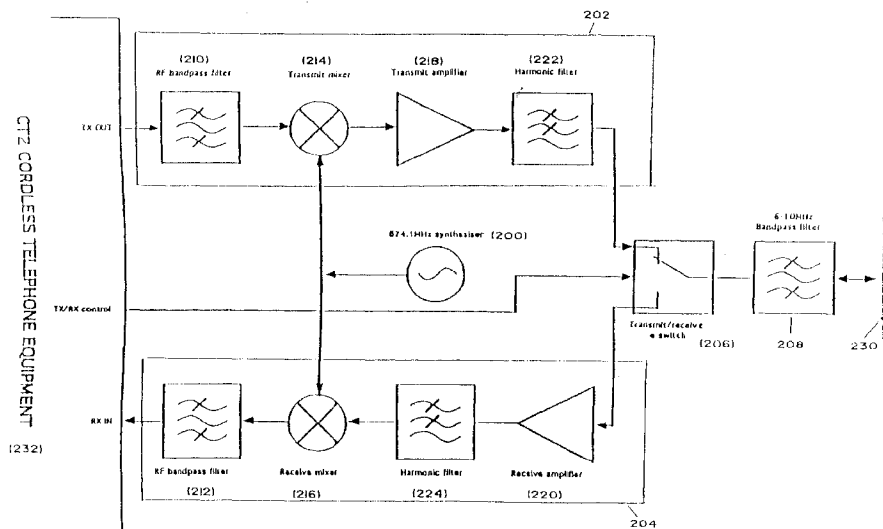 202
(210)
RF bandpass filter
(214)
Transmit mixer
(218)
Transmit amplifier
(222)
Harmonic filter
TX OUT
CT2 CORDLESS TELEPHONE EQUIPMENT
(232)
874.1MHz synthesiser (200)
6-10MHz
Bandpass filter
TX/RX control
Transmit/receive
e switch
(206)
208
230
RX IN
RF bandpass filter
(212)
Receive mixer
(216)
Harmonic filter
(224)
Receive amplifier
(220)
204